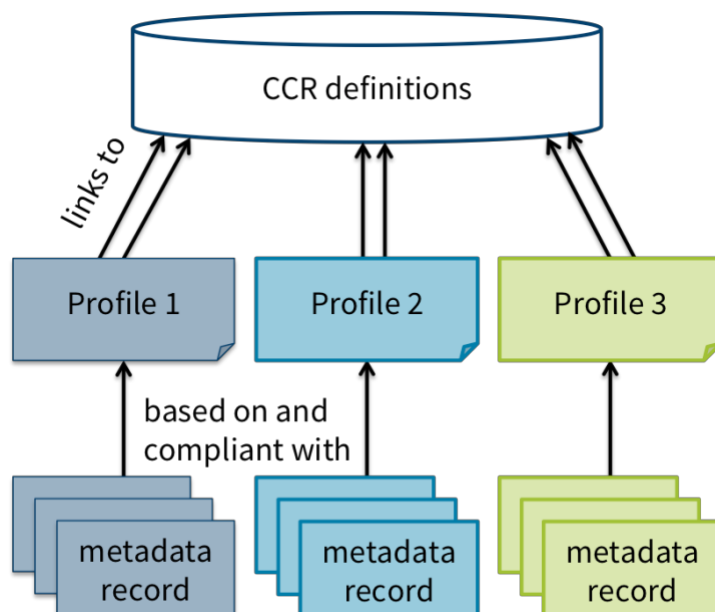 CCR definitions
links to
Profile 1
Profile 2
Profile 3
based on and
compliant with
metadata
record
metadata
record
metadata
record